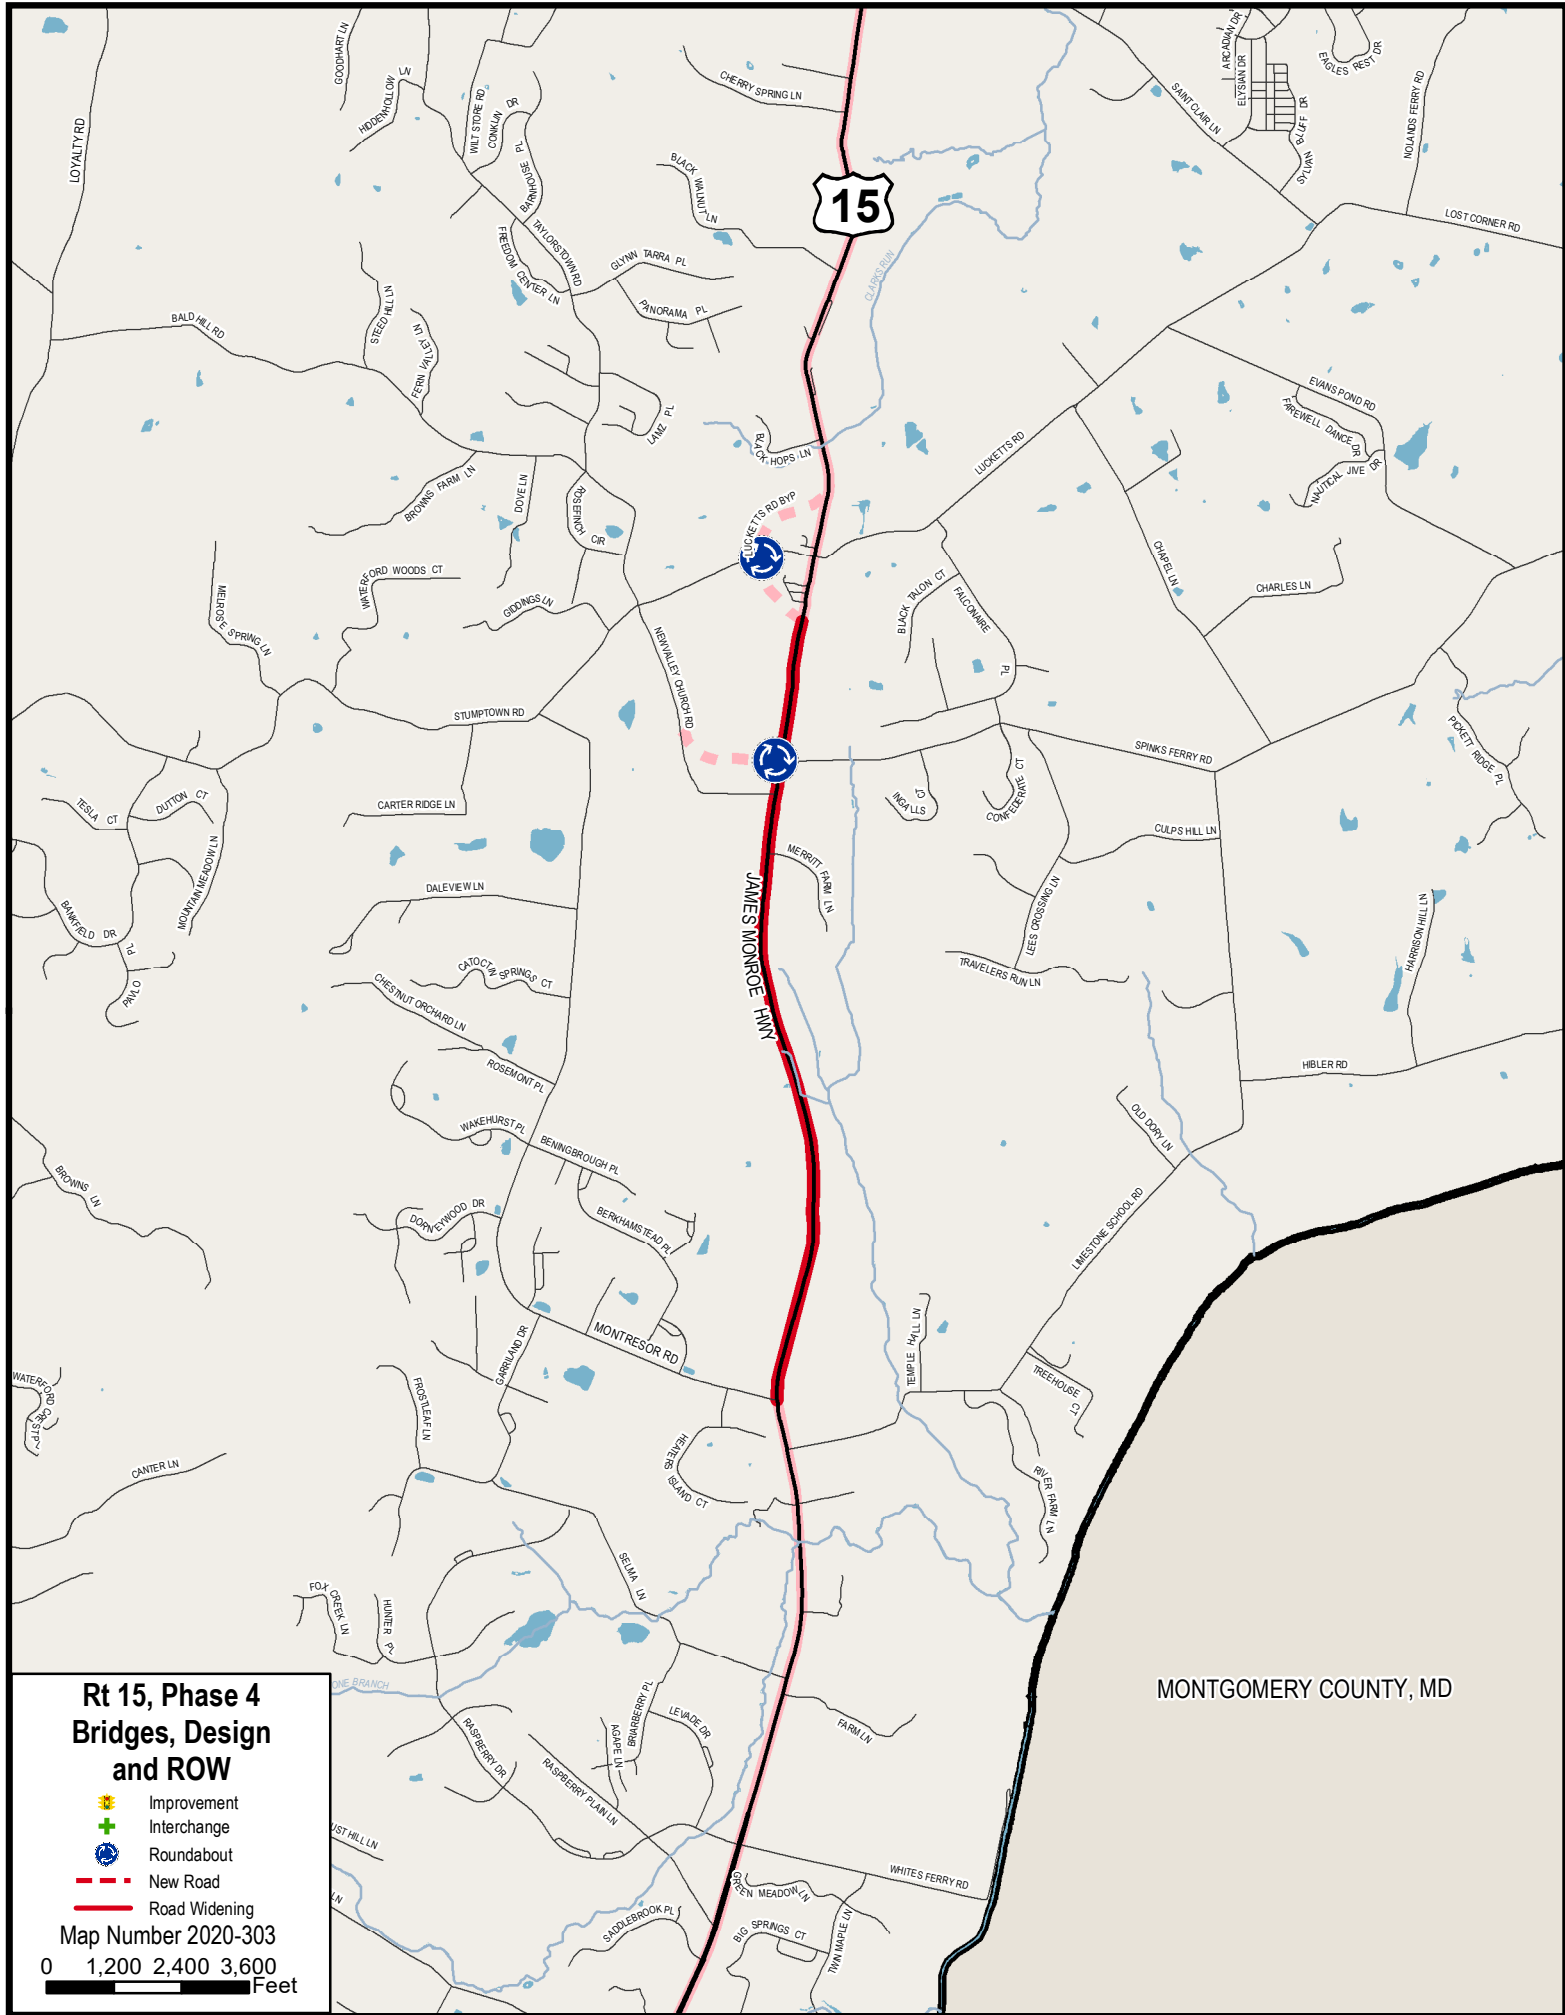 GOODHART LN
HIDDENHOLLOW LN
LOYALTY RD
WILT STORE RD
CONKLIN DR
BARNHOUSE PL
TAYLORSTOWN RD
FREEDOM CENTER LN
GLYNN TARRA PL
PANORAMA PL
CHERRY SPRING LN
BLACK WALNUT LN
15
CLARKS RUN
ARCADIAN DR
ELYSIAN DR
EAGLES REST DR
SAINT CLAIR LN
SYLVAN BLUFF DR
NOLANDS FERRY RD
LOST CORNER RD
BALD HILL RD
STEED HILL LN
FERN VALLEY LN
LAMZ PL
BLACK HOPS LN
LUCKETTS RD
EVANS POND RD
FAREWELL DANCE DR
NAUTICAL JIVE DR
BROWNS FARM LN
DOVE LN
ROSEFINCH CIR
LUCKETTS RD BYP
MELROSE SPRING LN
WATERFORD WOODS CT
GIDDINGS LN
NEWVALLEY CHURCH RD
BLACK TALON CT
FALCONAIRE PL
CHAPEL LN
CHARLES LN
STUMPTOWN RD
SPINKS FERRY RD
PICKETT RIDGE PL
TESLA CT
DUTTON CT
MOUNTAIN MEADOW LN
CARTER RIDGE LN
INGALLS CT
CONFEDERATE CT
CULPS HILL LN
MERRITT FARM LN
DALEVIEW LN
BANKFIELD DR
PAVLO PL
JAMES MONROE HWY
LEES CROSSING LN
HARRISON HILL LN
CATOCTIN SPRINGS CT
CHESTNUT ORCHARD LN
TRAVELERS RUN LN
ROSEMONT PL
HIBLER RD
WAKEHURST PL
BENINGBROUGH PL
OLD DORY LN
BROWNS LN
DORNEYWOOD DR
BERKHAMSTEAD PL
LIMESTONE SCHOOL RD
MONTRESOR RD
GARRILAND DR
TEMPLE HALL LN
TREEHOUSE CT
WATERFORD CREST PL
FROSTLEAF LN
CANTER LN
HEATERS ISLAND CT
RIVER FARM LN
SELMA LN
FOX CREEK LN
HUNTER PL
ONE BRANCH
MONTGOMERY COUNTY, MD
BRIARBERRY PL
AGAPE LN
LEVADE DR
FARM LN
RASPBERRY DR
RASPBERRY PLAIN LN
UST HILL LN
LN
WHITES FERRY RD
GREEN MEADOW LN
SADDLEBROOK PL
BIG SPRINGS CT
TWIN MAPLE LN
Rt 15, Phase 4
Bridges, Design
and ROW
Improvement
Interchange
Roundabout
New Road
Road Widening
Map Number 2020-303
0 1,200 2,400 3,600
Feet